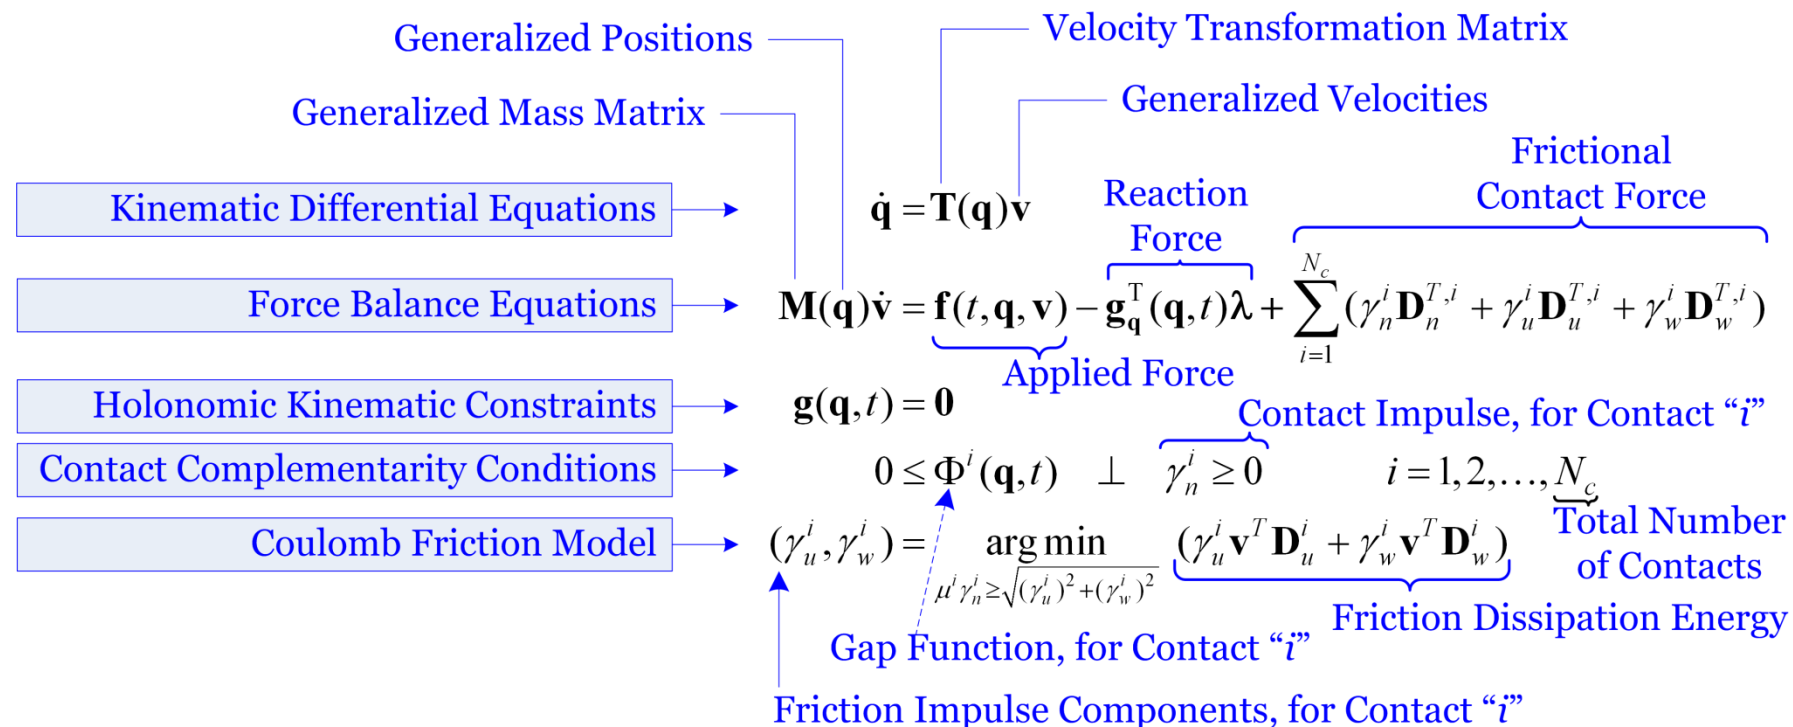 Generalized Positions
Velocity Transformation Matrix
Generalized Mass Matrix
Generalized Velocities
Frictional
Contact Force
Reaction
Force
Kinematic Differential Equations
q̇ = T(q)v
Force Balance Equations
M(q)v̇ = f(t,q,v) − g_q^T(q,t)λ + ∑_{i=1}^{N_c} (γ_n^i D_n^{T,i} + γ_u^i D_u^{T,i} + γ_w^i D_w^{T,i})
Applied Force
Holonomic Kinematic Constraints
g(q,t) = 0
Contact Impulse, for Contact “i”
Contact Complementarity Conditions
0 ≤ Φ^i(q,t) ⊥ γ_n^i ≥ 0 i = 1,2,…,N_c
Total Number
of Contacts
Coulomb Friction Model
(γ_u^i, γ_w^i) = argmin_{μ^i γ_n^i ≥ √((γ_u^i)^2 + (γ_w^i)^2)} (γ_u^i v^T D_u^i + γ_w^i v^T D_w^i)
Friction Dissipation Energy
Gap Function, for Contact “i”
Friction Impulse Components, for Contact “i”